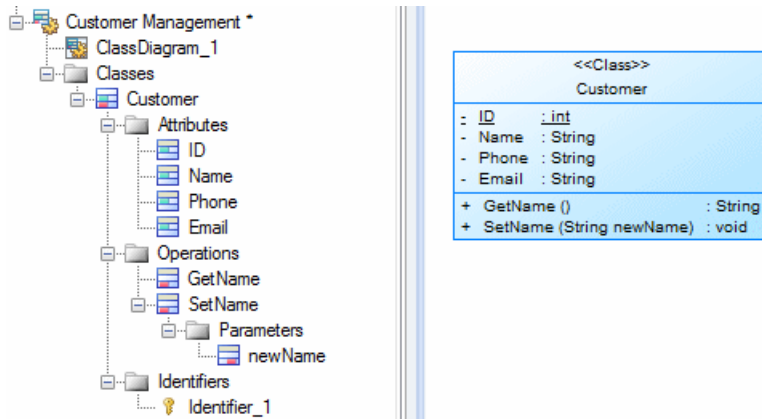 Customer Management *
ClassDiagram_1
Classes
Customer
Attributes
ID
Name
Phone
Email
Operations
GetName
SetName
Parameters
newName
Identifiers
Identifier_1
<<Class>>
Customer
- ID : int
- Name : String
- Phone : String
- Email : String
+ GetName () : String
+ SetName (String newName) : void